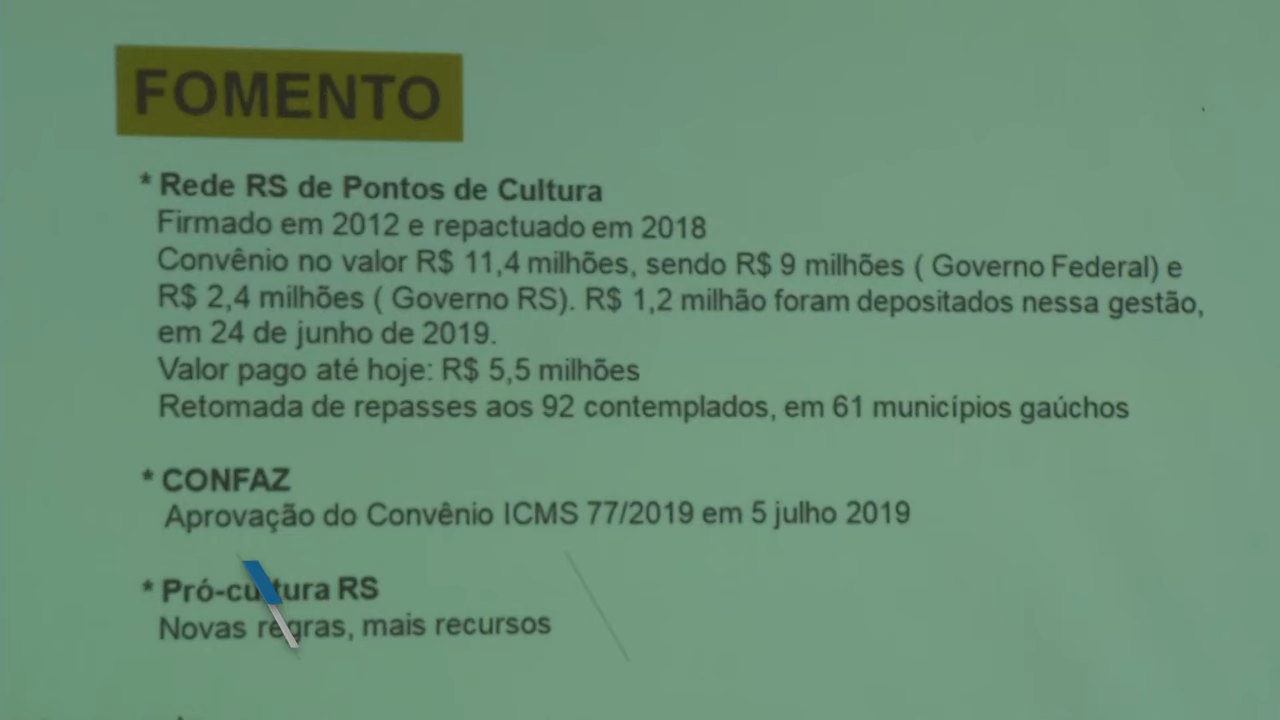 FOMENTO
* Rede RS de Pontos de Cultura
Firmado em 2012 e repactuado em 2018
Convênio no valor R$ 11,4 milhões, sendo R$ 9 milhões ( Governo Federal) e
R$ 2,4 milhões ( Governo RS). R$ 1,2 milhão foram depositados nessa gestão,
em 24 de junho de 2019.
Valor pago até hoje: R$ 5,5 milhões
Retomada de repasses aos 92 contemplados, em 61 municípios gaúchos
* CONFAZ
Aprovação do Convênio ICMS 77/2019 em 5 julho 2019
* Pró-cultura RS
Novas regras, mais recursos